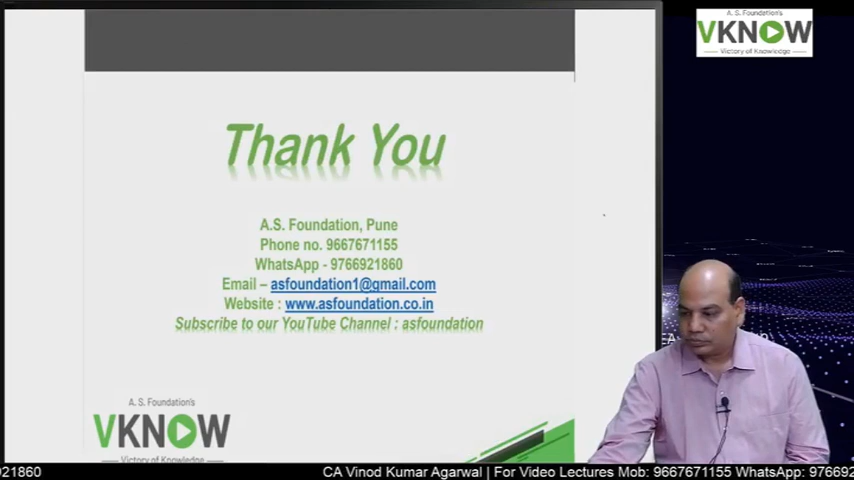 A. S. Foundation's
VKNOW
Victory of Knowledge
Thank You
A.S. Foundation, Pune
Phone no. 9667671155
WhatsApp - 9766921860
Email – asfoundation1@gmail.com
Website : www.asfoundation.co.in
Subscribe to our YouTube Channel : asfoundation
A. S. Foundation's
VKNOW
Victory of Knowledge
921860
CA Vinod Kumar Agarwal | For Video Lectures Mob: 9667671155 WhatsApp: 976692